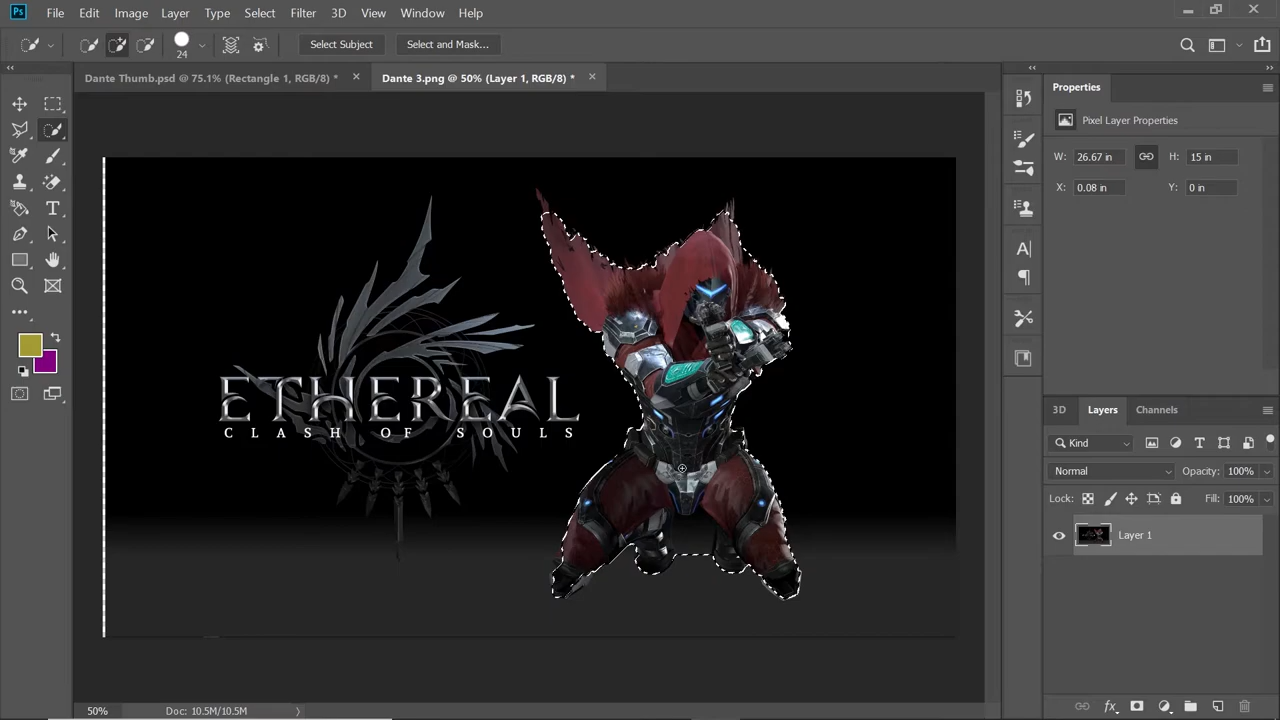 Ps File Edit Image Layer Type Select Filter 3D View Window Help
24 Select Subject Select and Mask...
Dante Thumb.psd @ 75.1% (Rectangle 1, RGB/8) * × Dante 3.png @ 50% (Layer 1, RGB/8) * ×
Properties
Pixel Layer Properties
W: 26.67 in H: 15 in
X: 0.08 in Y: 0 in
ETHEREAL
CLASH OF SOULS
3D Layers Channels
Kind
Normal Opacity: 100%
Lock: Fill: 100%
Layer 1
50% Doc: 10.5M/10.5M